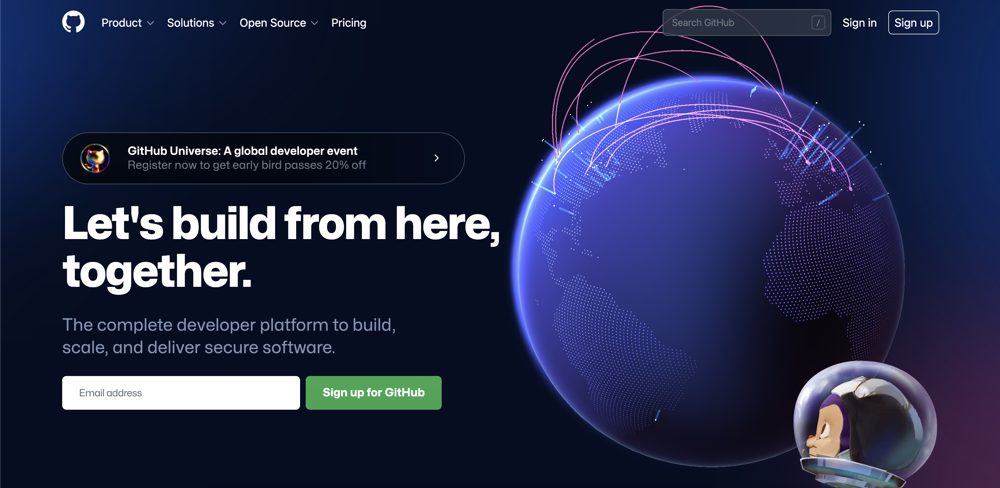 Product
Solutions
Open Source
Pricing
Search GitHub
/
Sign in
Sign up
GitHub Universe: A global developer event
Register now to get early bird passes 20% off
Let's build from here,
together.
The complete developer platform to build,
scale, and deliver secure software.
Email address
Sign up for GitHub